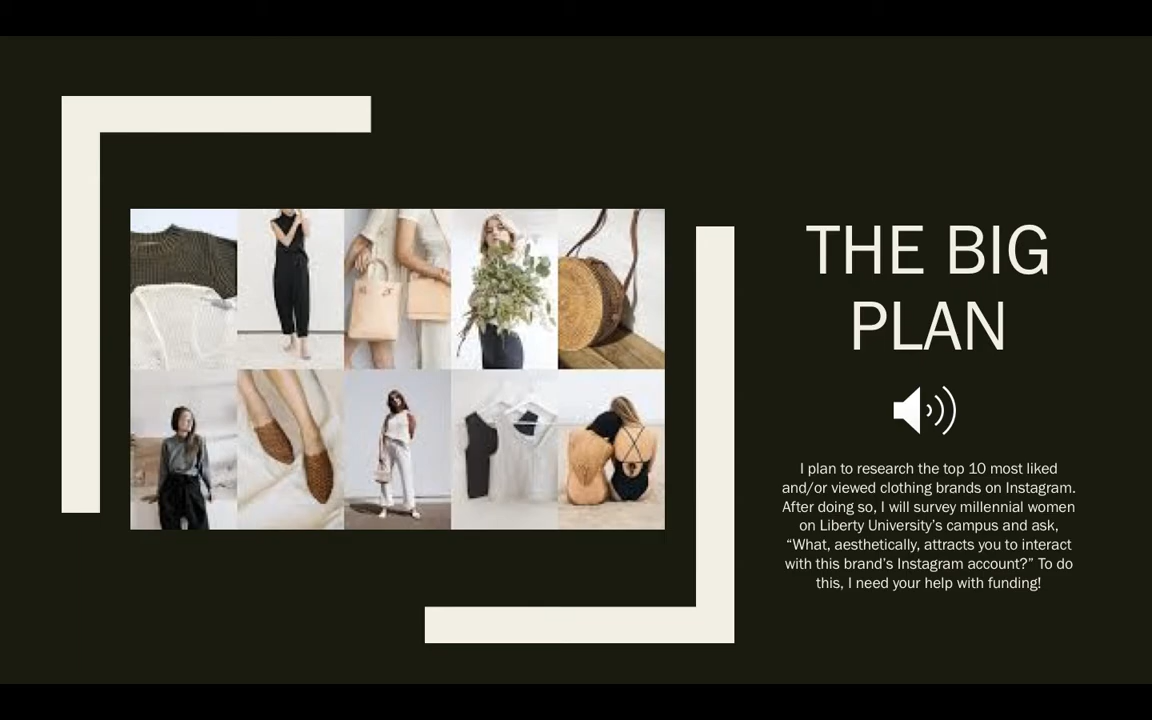 THE BIG
PLAN
I plan to research the top 10 most liked
and/or viewed clothing brands on Instagram.
After doing so, I will survey millennial women
on Liberty University’s campus and ask,
“What, aesthetically, attracts you to interact
with this brand’s Instagram account?” To do
this, I need your help with funding!